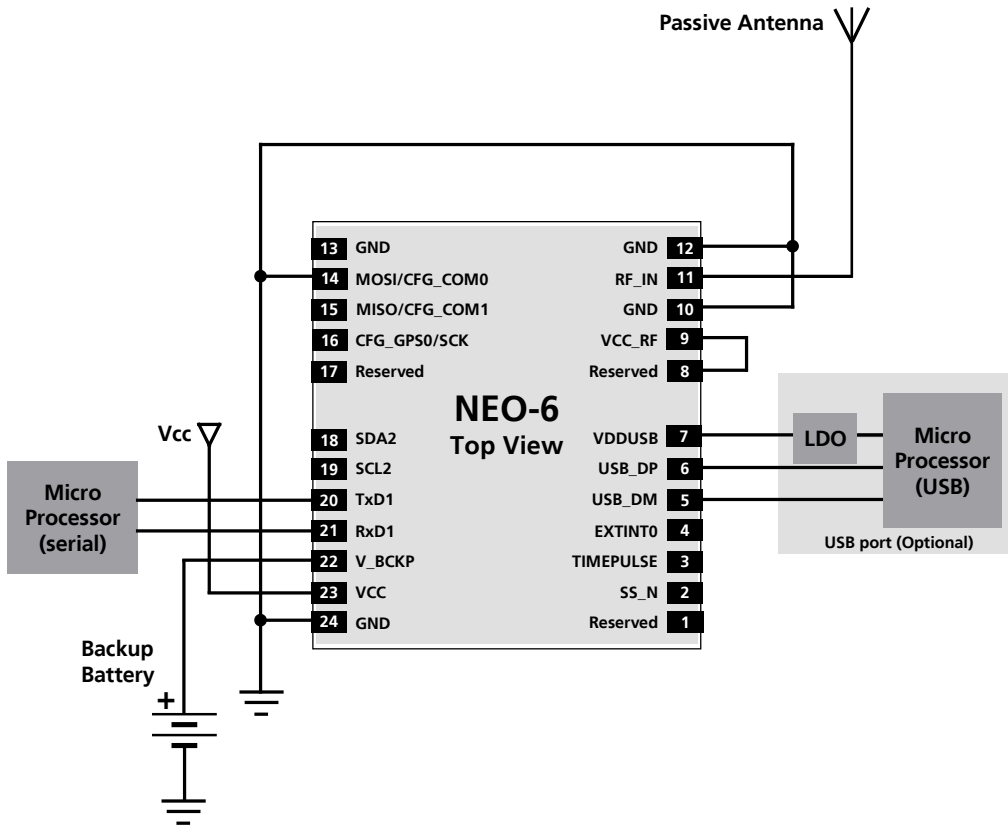 Passive Antenna
13 GND GND 12
14 MOSI/CFG_COM0 RF_IN 11
15 MISO/CFG_COM1 GND 10
16 CFG_GPS0/SCK VCC_RF 9
17 Reserved Reserved 8
NEO-6
Top View
Vcc
18 SDA2 VDDUSB 7
19 SCL2 USB_DP 6
20 TxD1 USB_DM 5
21 RxD1 EXTINT0 4
22 V_BCKP TIMEPULSE 3
23 VCC SS_N 2
24 GND Reserved 1
LDO
Micro
Processor
(USB)
USB port (Optional)
Micro
Processor
(serial)
Backup
Battery
+